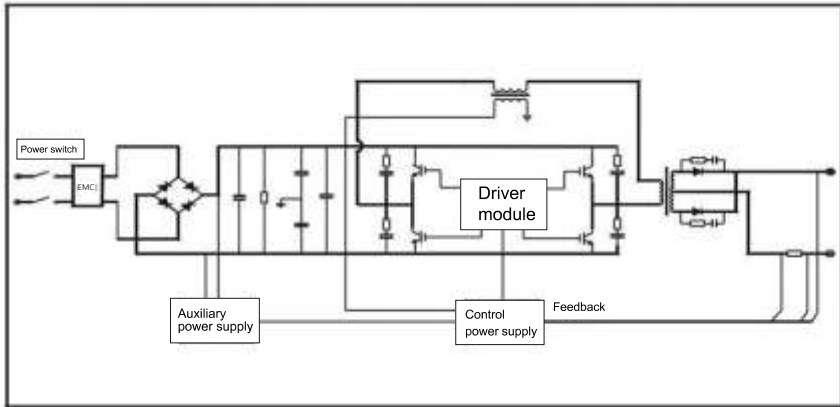 Power switch
EMC
Driver
module
Auxiliary
power supply
Control
power supply
Feedback